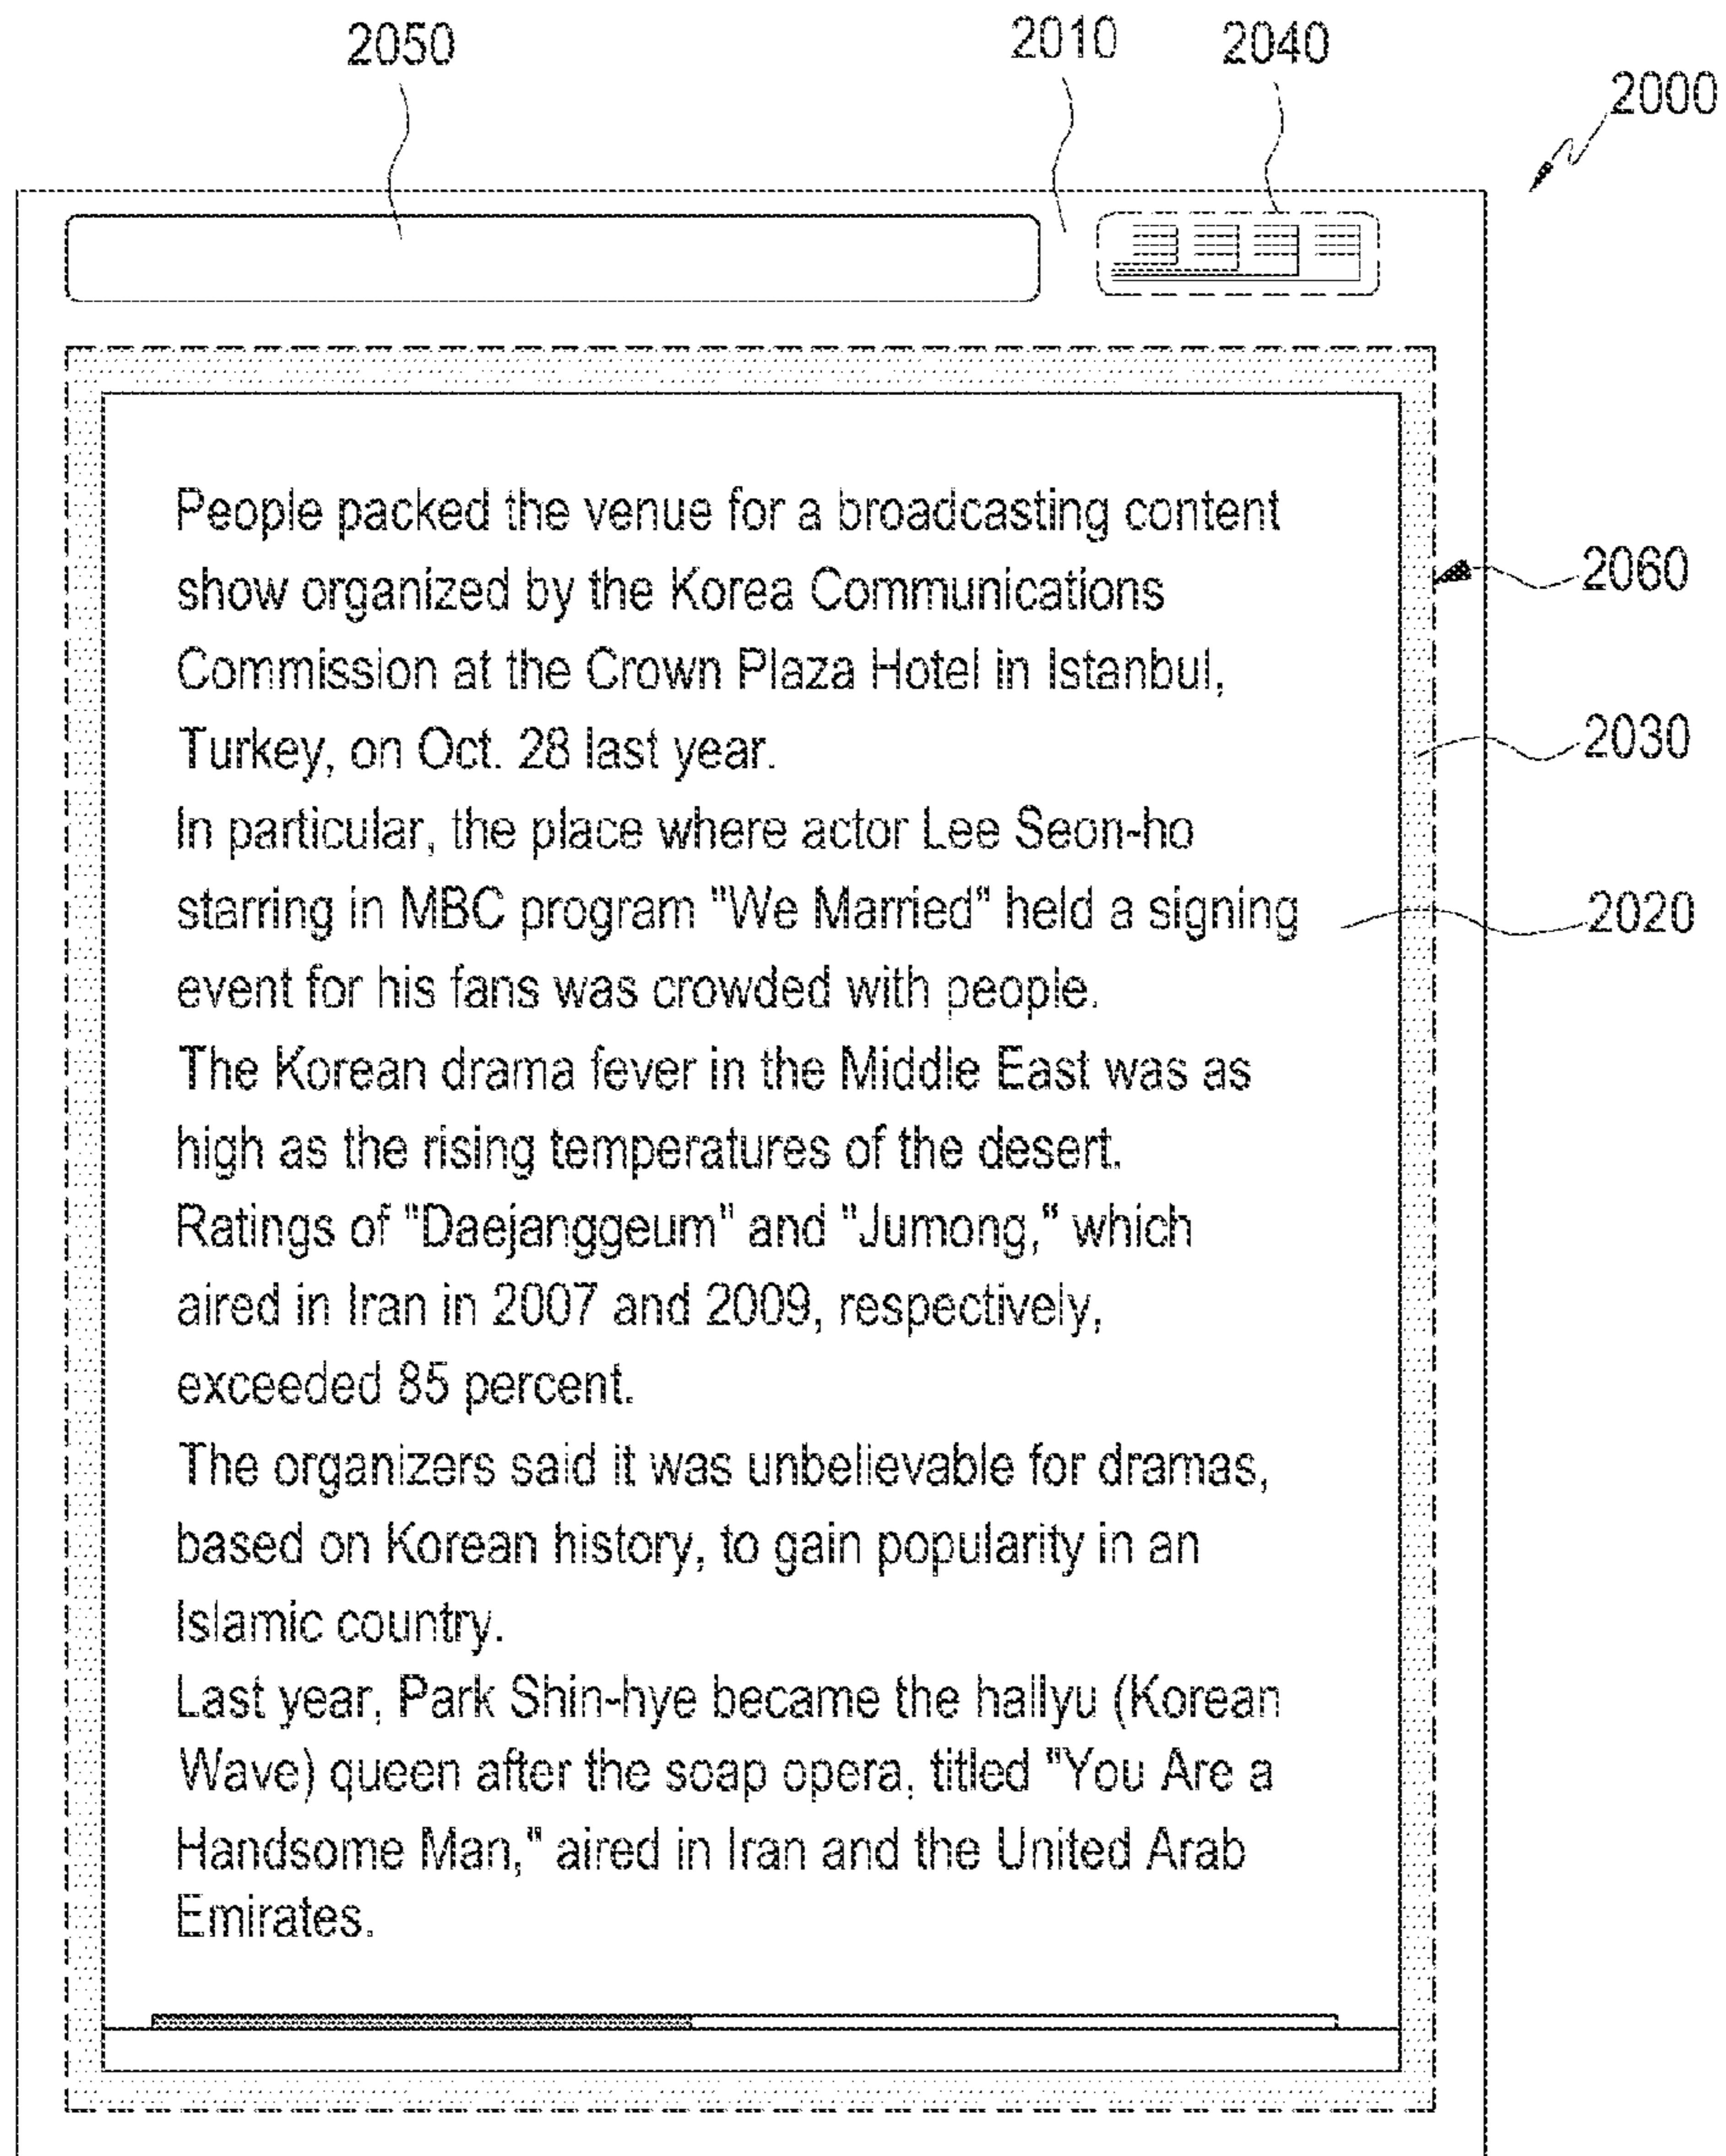 2050
2010
2040
2000
People packed the venue for a broadcasting content
show organized by the Korea Communications
Commission at the Crown Plaza Hotel in Istanbul,
Turkey, on Oct. 28 last year.
In particular, the place where actor Lee Seon-ho
starring in MBC program "We Married" held a signing
event for his fans was crowded with people.
The Korean drama fever in the Middle East was as
high as the rising temperatures of the desert.
Ratings of "Daejanggeum" and "Jumong," which
aired in Iran in 2007 and 2009, respectively,
exceeded 85 percent.
The organizers said it was unbelievable for dramas,
based on Korean history, to gain popularity in an
Islamic country.
Last year, Park Shin-hye became the hallyu (Korean
Wave) queen after the soap opera, titled "You Are a
Handsome Man," aired in Iran and the United Arab
Emirates.
2060
2030
2020